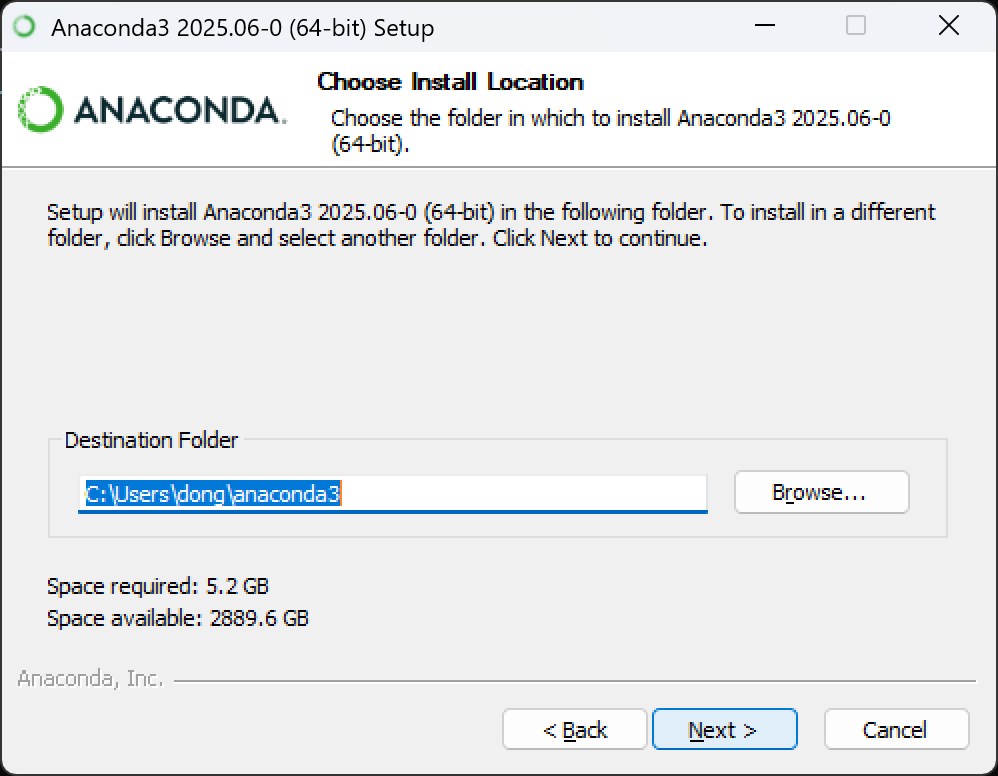 Anaconda3 2025.06-0 (64-bit) Setup
ANACONDA.
Choose Install Location
Choose the folder in which to install Anaconda3 2025.06-0
(64-bit).
Setup will install Anaconda3 2025.06-0 (64-bit) in the following folder. To install in a different
folder, click Browse and select another folder. Click Next to continue.
Destination Folder
C:\Users\dong\anaconda3
Browse...
Space required: 5.2 GB
Space available: 2889.6 GB
Anaconda, Inc.
< Back
Next >
Cancel